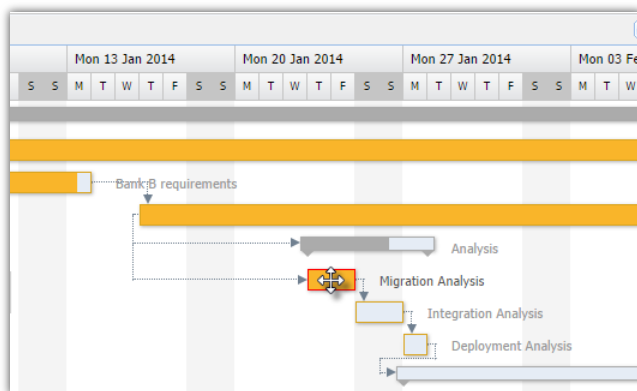 Mon 13 Jan 2014 Mon 20 Jan 2014 Mon 27 Jan 2014 Mon 03 Fe
S S M T W T F S S M T W T F S S M T W T F S S M T W
Bank B requirements
Analysis
Migration Analysis
Integration Analysis
Deployment Analysis